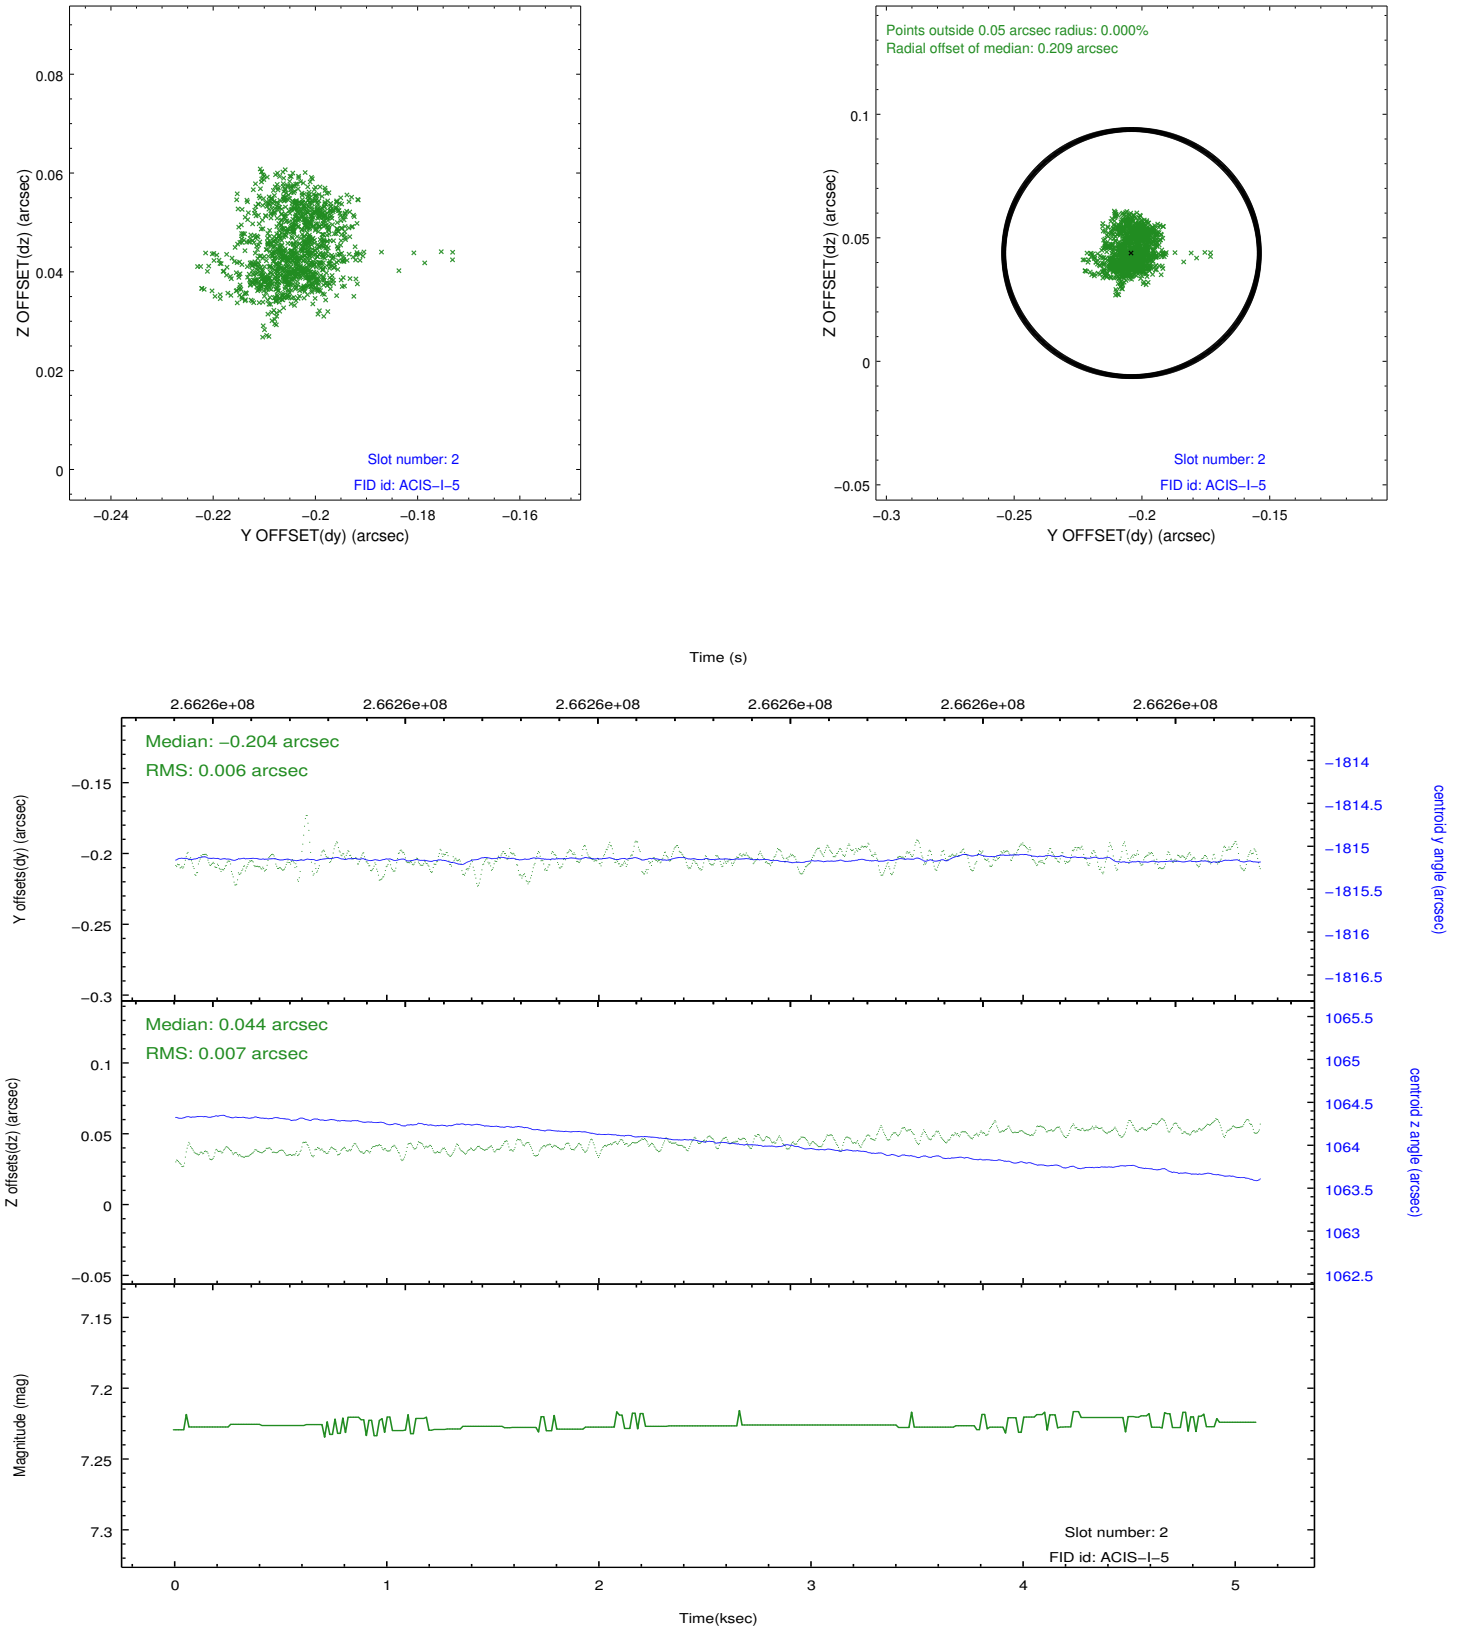 0.08
0.06
0.04
0.02
0
Z OFFSET(dz) (arcsec)
Slot number: 2
FID id: ACIS−I−5
−0.24 −0.22 −0.2 −0.18 −0.16
Y OFFSET(dy) (arcsec)
Points outside 0.05 arcsec radius: 0.000%
Radial offset of median: 0.209 arcsec
0.1
0.05
0
−0.05
Z OFFSET(dz) (arcsec)
Slot number: 2
FID id: ACIS−I−5
−0.3 −0.25 −0.2 −0.15
Y OFFSET(dy) (arcsec)
Time (s)
2.6626e+08 2.6626e+08 2.6626e+08 2.6626e+08 2.6626e+08 2.6626e+08
Median: −0.204 arcsec
RMS: 0.006 arcsec
−0.15
−0.2
−0.25
−0.3
Y offsets(dy) (arcsec)
−1814
−1814.5
−1815
−1815.5
−1816
−1816.5
centroid y angle (arcsec)
Median: 0.044 arcsec
RMS: 0.007 arcsec
0.1
0.05
0
−0.05
Z offsets(dz) (arcsec)
1065.5
1065
1064.5
1064
1063.5
1063
1062.5
centroid z angle (arcsec)
7.15
7.2
7.25
7.3
Magnitude (mag)
Slot number: 2
FID id: ACIS−I−5
0 1 2 3 4 5
Time(ksec)